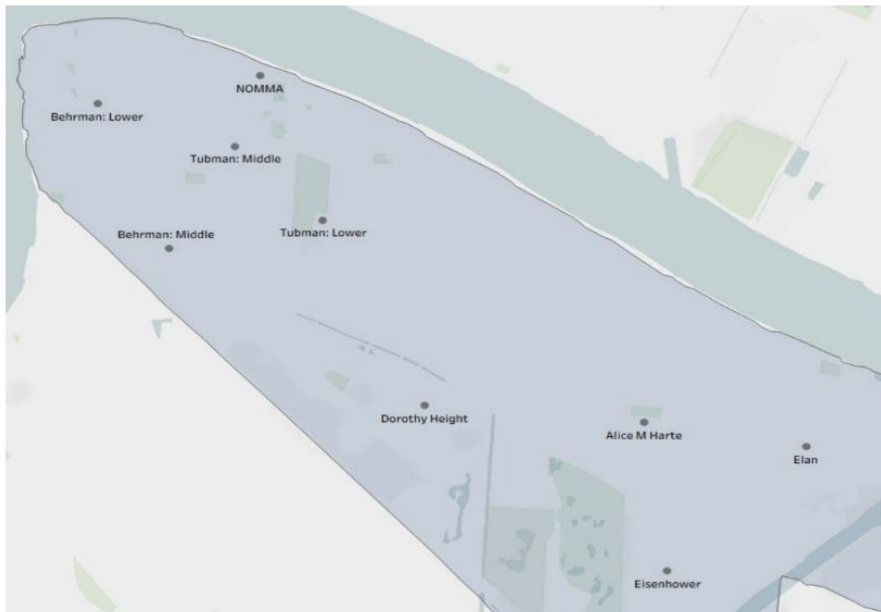 NOMMA
Behrman: Lower
Tubman: Middle
Behrman: Middle
Tubman: Lower
Dorothy Height
Alice M Harte
Elan
Eisenhower